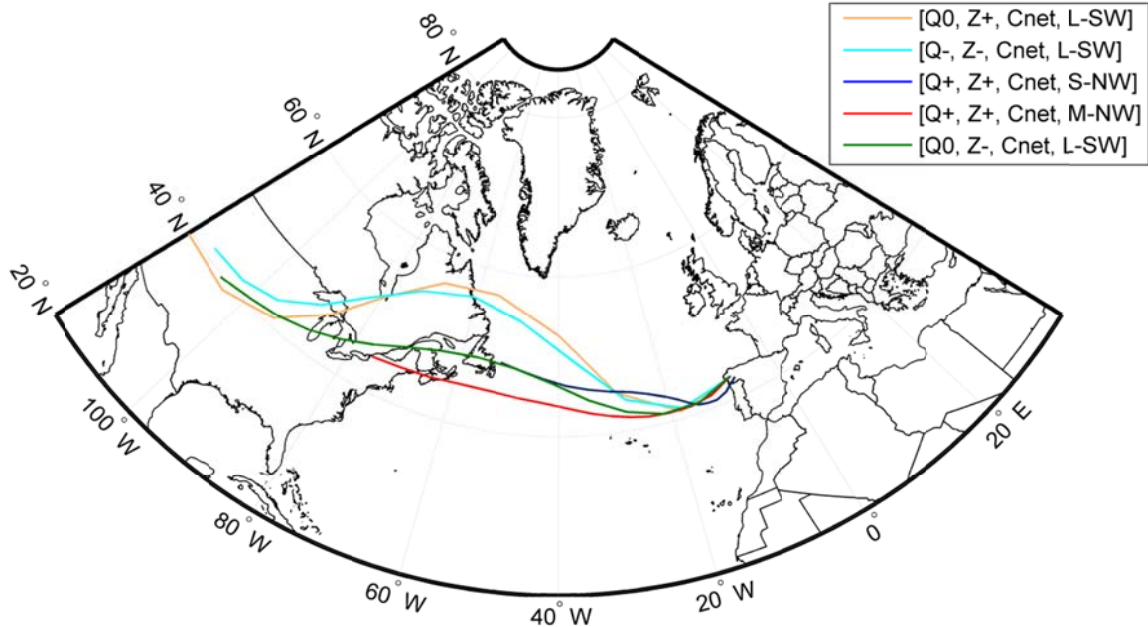 [Q0, Z+, Cnet, L-SW]
[Q-, Z-, Cnet, L-SW]
[Q+, Z+, Cnet, S-NW]
[Q+, Z+, Cnet, M-NW]
[Q0, Z-, Cnet, L-SW]
80° N
60° N
40° N
20° N
100° W
80° W
60° W
40° W
20° W
0°
20° E